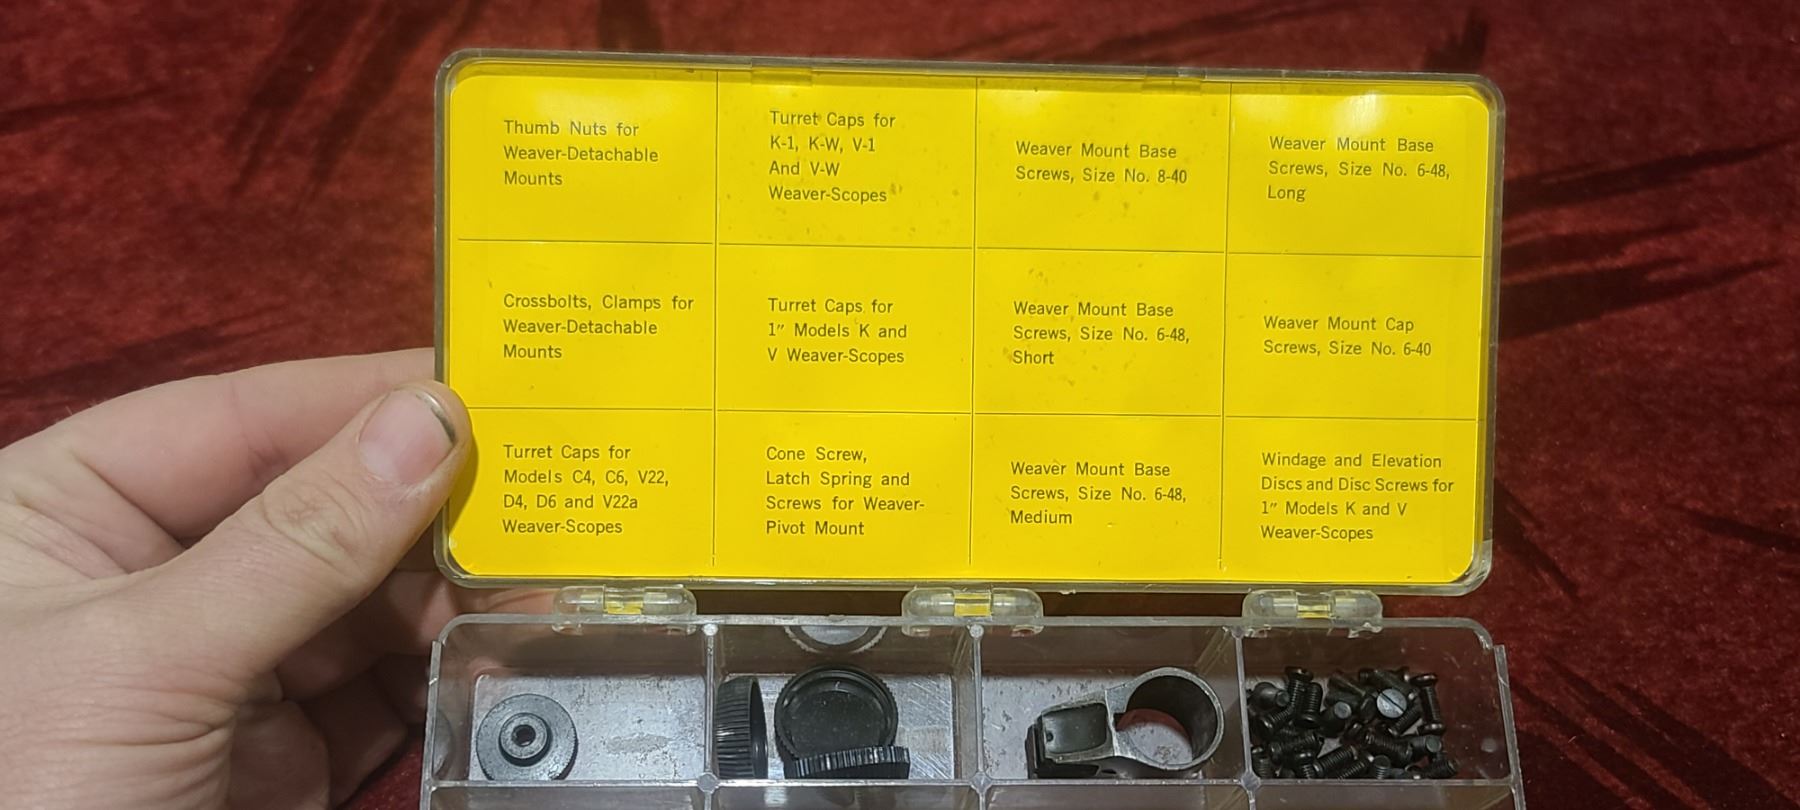 Thumb Nuts for
Weaver-Detachable
Mounts
Turret Caps for
K-1, K-W, V-1
And V-W
Weaver-Scopes
Weaver Mount Base
Screws, Size No. 8-40
Weaver Mount Base
Screws, Size No. 6-48,
Long
Crossbolts, Clamps for
Weaver-Detachable
Mounts
Turret Caps for
1" Models K and
V Weaver-Scopes
Weaver Mount Base
Screws, Size No. 6-48,
Short
Weaver Mount Cap
Screws, Size No. 6-40
Turret Caps for
Models C4, C6, V22,
D4, D6 and V22a
Weaver-Scopes
Cone Screw,
Latch Spring and
Screws for Weaver-
Pivot Mount
Weaver Mount Base
Screws, Size No. 6-48,
Medium
Windage and Elevation
Discs and Disc Screws for
1" Models K and V
Weaver-Scopes